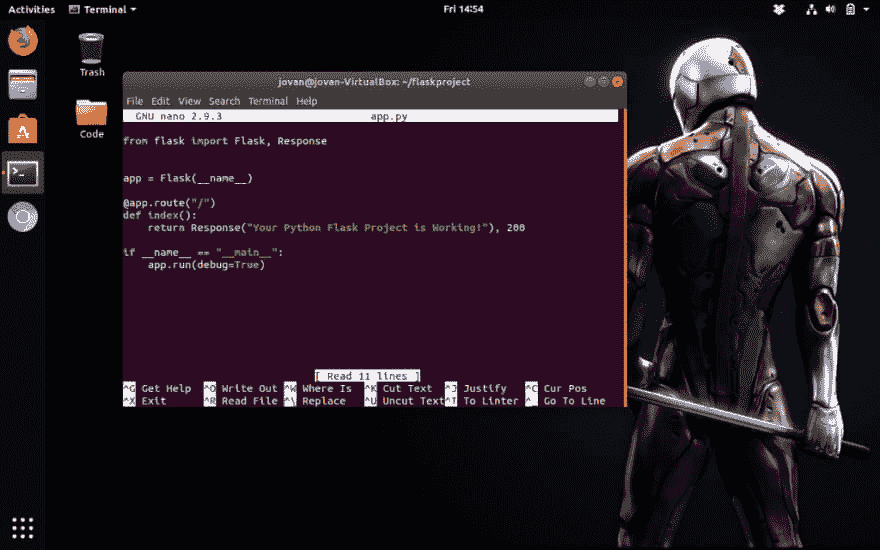 Activities Terminal Fri 14:54
Trash
Code
jovan@jovan-VirtualBox: ~/flaskproject
File Edit View Search Terminal Help
GNU nano 2.9.3 app.py
from flask import Flask, Response
app = Flask(__name__)
@app.route("/")
def index():
    return Response("Your Python Flask Project is Working!"), 200
if __name__ == "__main__":
    app.run(debug=True)
[ Read 11 lines ]
^G Get Help ^O Write Out ^W Where Is ^K Cut Text ^J Justify ^C Cur Pos
^X Exit ^R Read File ^\ Replace ^U Uncut Text ^T To Linter ^_ Go To Line